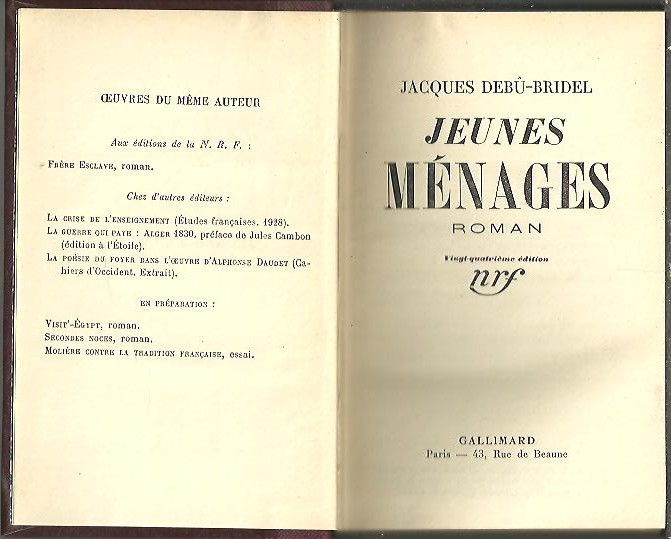 ŒUVRES DU MÊME AUTEUR
Aux éditions de la N. R. F. :
FRÈRE ESCLAVE, roman.
Chez d'autres éditeurs :
LA CRISE DE L'ENSEIGNEMENT (Études françaises. 1928).
LA GUERRE QUI PAYE : ALGER 1830, préface de Jules Cambon
(édition à l'Étoile).
LA POÉSIE DU FOYER DANS L'ŒUVRE D'ALPHONSE DAUDET (Ca-
hiers d'Occident. Extrait).
EN PRÉPARATION :
VISIT'-ÉGYPT, roman.
SECONDES NOCES, roman.
MOLIÈRE CONTRE LA TRADITION FRANÇAISE, essai.
JACQUES DEBÛ-BRIDEL
JEUNES
MÉNAGES
ROMAN
Vingt-quatrième édition
nrf
GALLIMARD
Paris — 43, Rue de Beaune